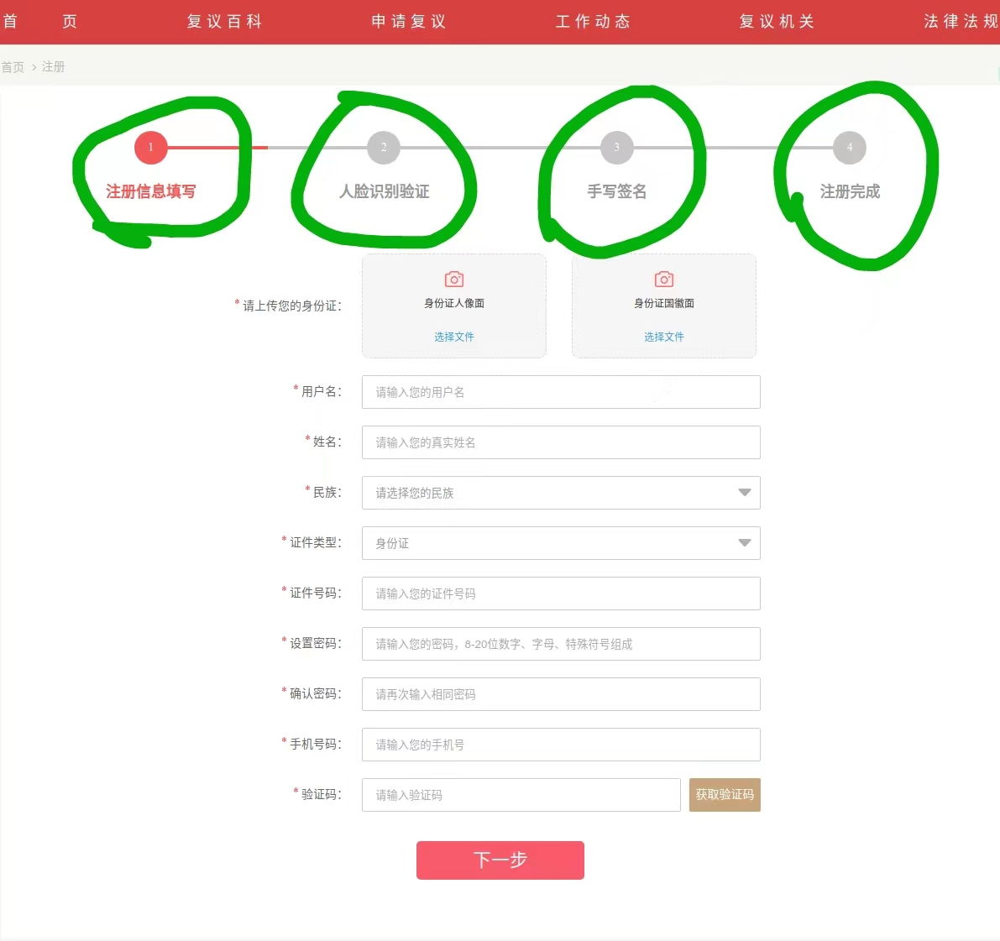 首 页 复议百科 申请复议 工作动态 复议机关 法律法规
首页 > 注册
1 2 3 4
注册信息填写 人脸识别验证 手写签名 注册完成
* 请上传您的身份证： 身份证人像面 身份证国徽面
选择文件 选择文件
* 用户名： 请输入您的用户名
* 姓名： 请输入您的真实姓名
* 民族： 请选择您的民族
* 证件类型： 身份证
* 证件号码： 请输入您的证件号码
* 设置密码： 请输入您的密码，8-20位数字、字母、特殊符号组成
* 确认密码： 请再次输入相同密码
* 手机号码： 请输入您的手机号
* 验证码： 请输入验证码 获取验证码
下一步